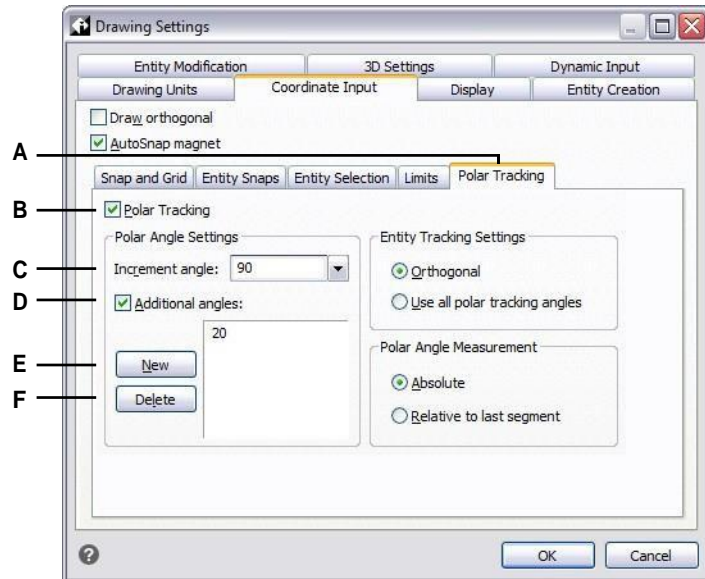 Drawing Settings
Entity Modification 3D Settings Dynamic Input
Drawing Units Coordinate Input Display Entity Creation
Draw orthogonal
A AutoSnap magnet
Snap and Grid Entity Snaps Entity Selection Limits Polar Tracking
B Polar Tracking
Polar Angle Settings
C Increment angle: 90
D Additional angles:
20
E New
F Delete
Entity Tracking Settings
Orthogonal
Use all polar tracking angles
Polar Angle Measurement
Absolute
Relative to last segment
? OK Cancel